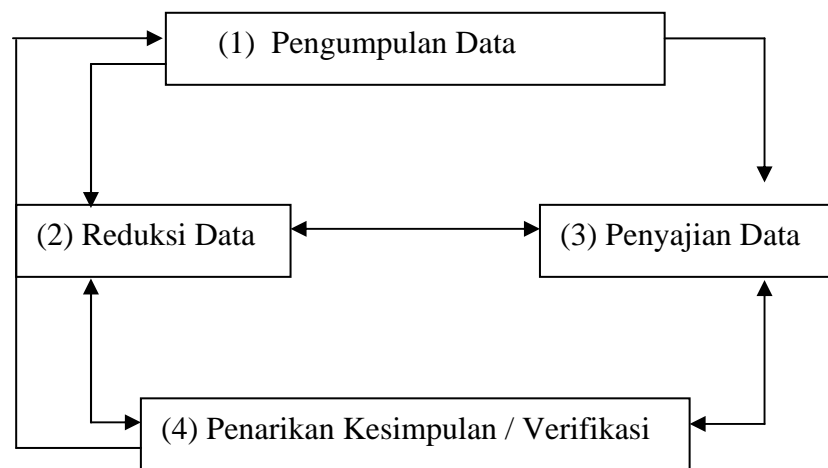 (1) Pengumpulan Data
(2) Reduksi Data
(3) Penyajian Data
(4) Penarikan Kesimpulan / Verifikasi